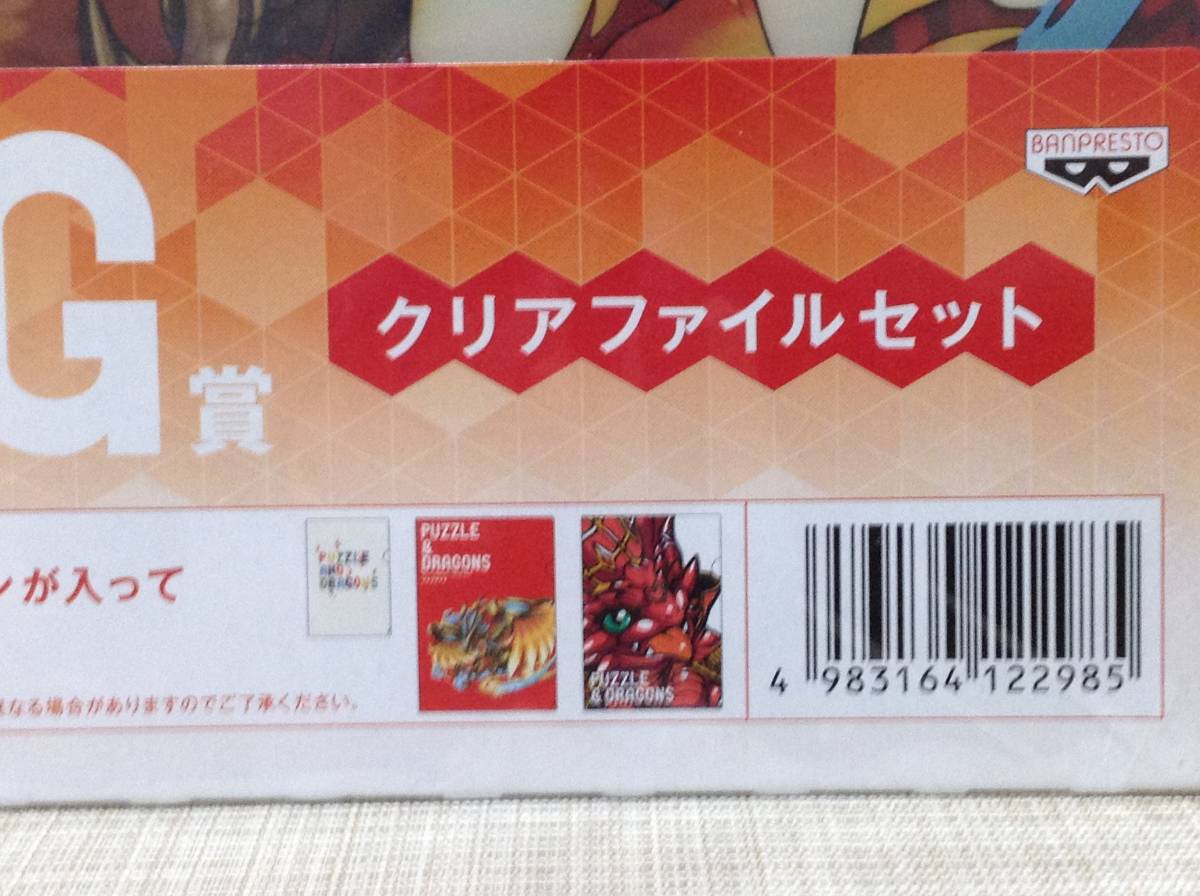 BANPRESTO
G賞
クリアファイルセット
ンが入って
PUZZLE
AND
DRAGONS
PUZZLE
&
DRAGONS
PUZZLE
& DRAGONS
なる場合がありますのでご了承ください。
4 983164 122985